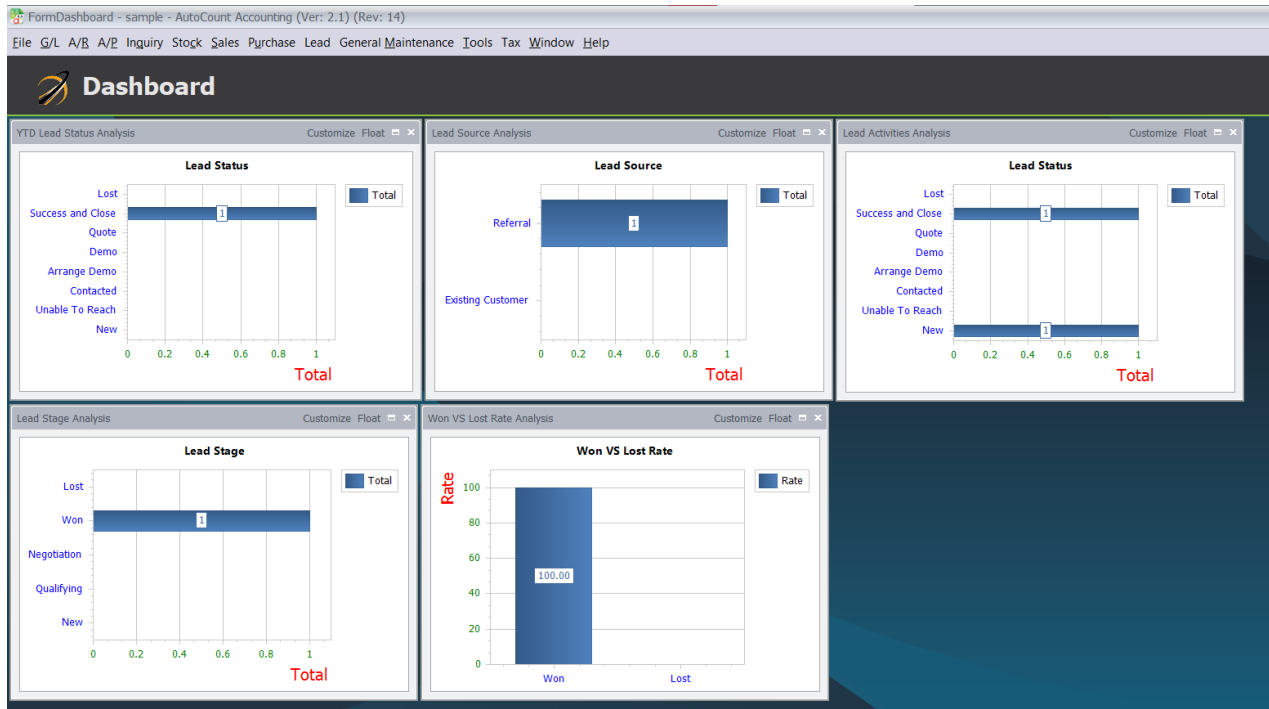 FormDashboard - sample - AutoCount Accounting (Ver: 2.1) (Rev: 14)
File G/L A/R A/P Inquiry Stock Sales Purchase Lead General Maintenance Tools Tax Window Help
Dashboard
YTD Lead Status Analysis Customize Float
Lead Status
Total
Lost
Success and Close 1
Quote
Demo
Arrange Demo
Contacted
Unable To Reach
New
0 0.2 0.4 0.6 0.8 1
Total
Lead Source Analysis Customize Float
Lead Source
Total
Referral 1
Existing Customer
0 0.2 0.4 0.6 0.8 1
Total
Lead Activities Analysis Customize Float
Lead Status
Total
Lost
Success and Close 1
Quote
Demo
Arrange Demo
Contacted
Unable To Reach
New 1
0 0.2 0.4 0.6 0.8 1
Total
Lead Stage Analysis Customize Float
Lead Stage
Total
Lost
Won 1
Negotiation
Qualifying
New
0 0.2 0.4 0.6 0.8 1
Total
Won VS Lost Rate Analysis Customize Float
Won VS Lost Rate
Rate
Rate
100
80
60
100.00
40
20
0
Won Lost